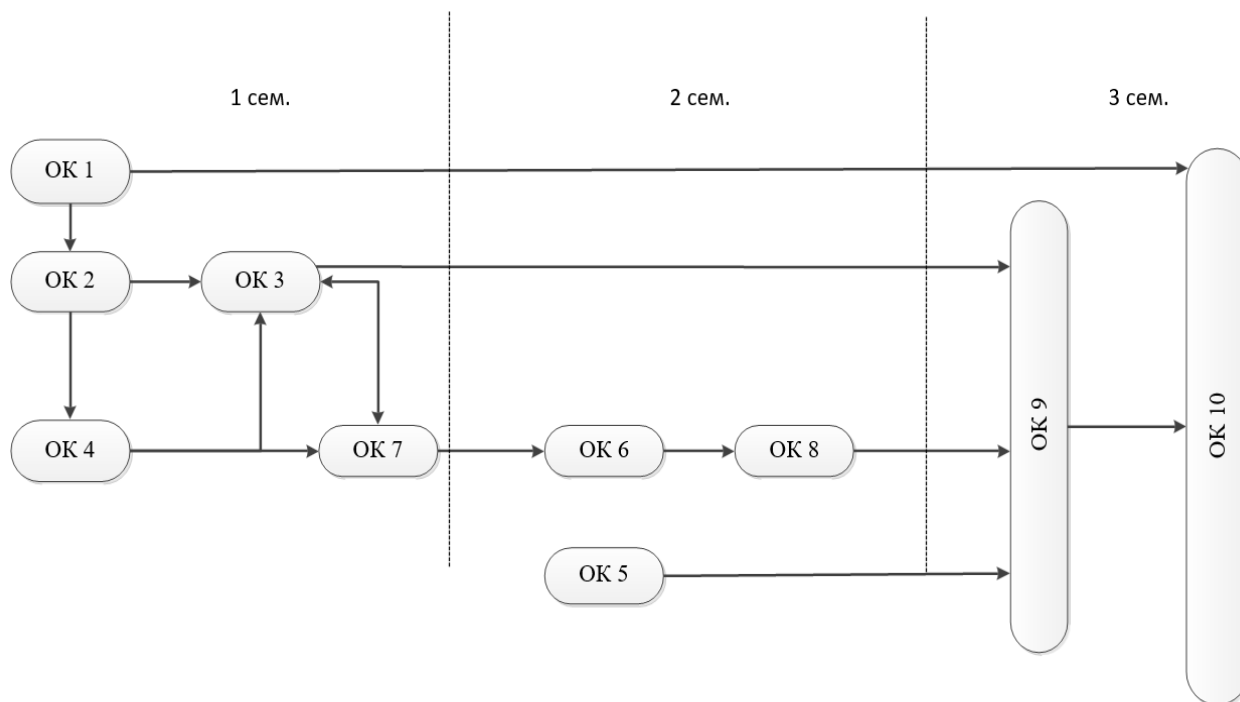 1 сем.
2 сем.
3 сем.
ОК 1
ОК 2
ОК 3
ОК 4
ОК 7
ОК 6
ОК 8
ОК 5
ОК 9
ОК 10